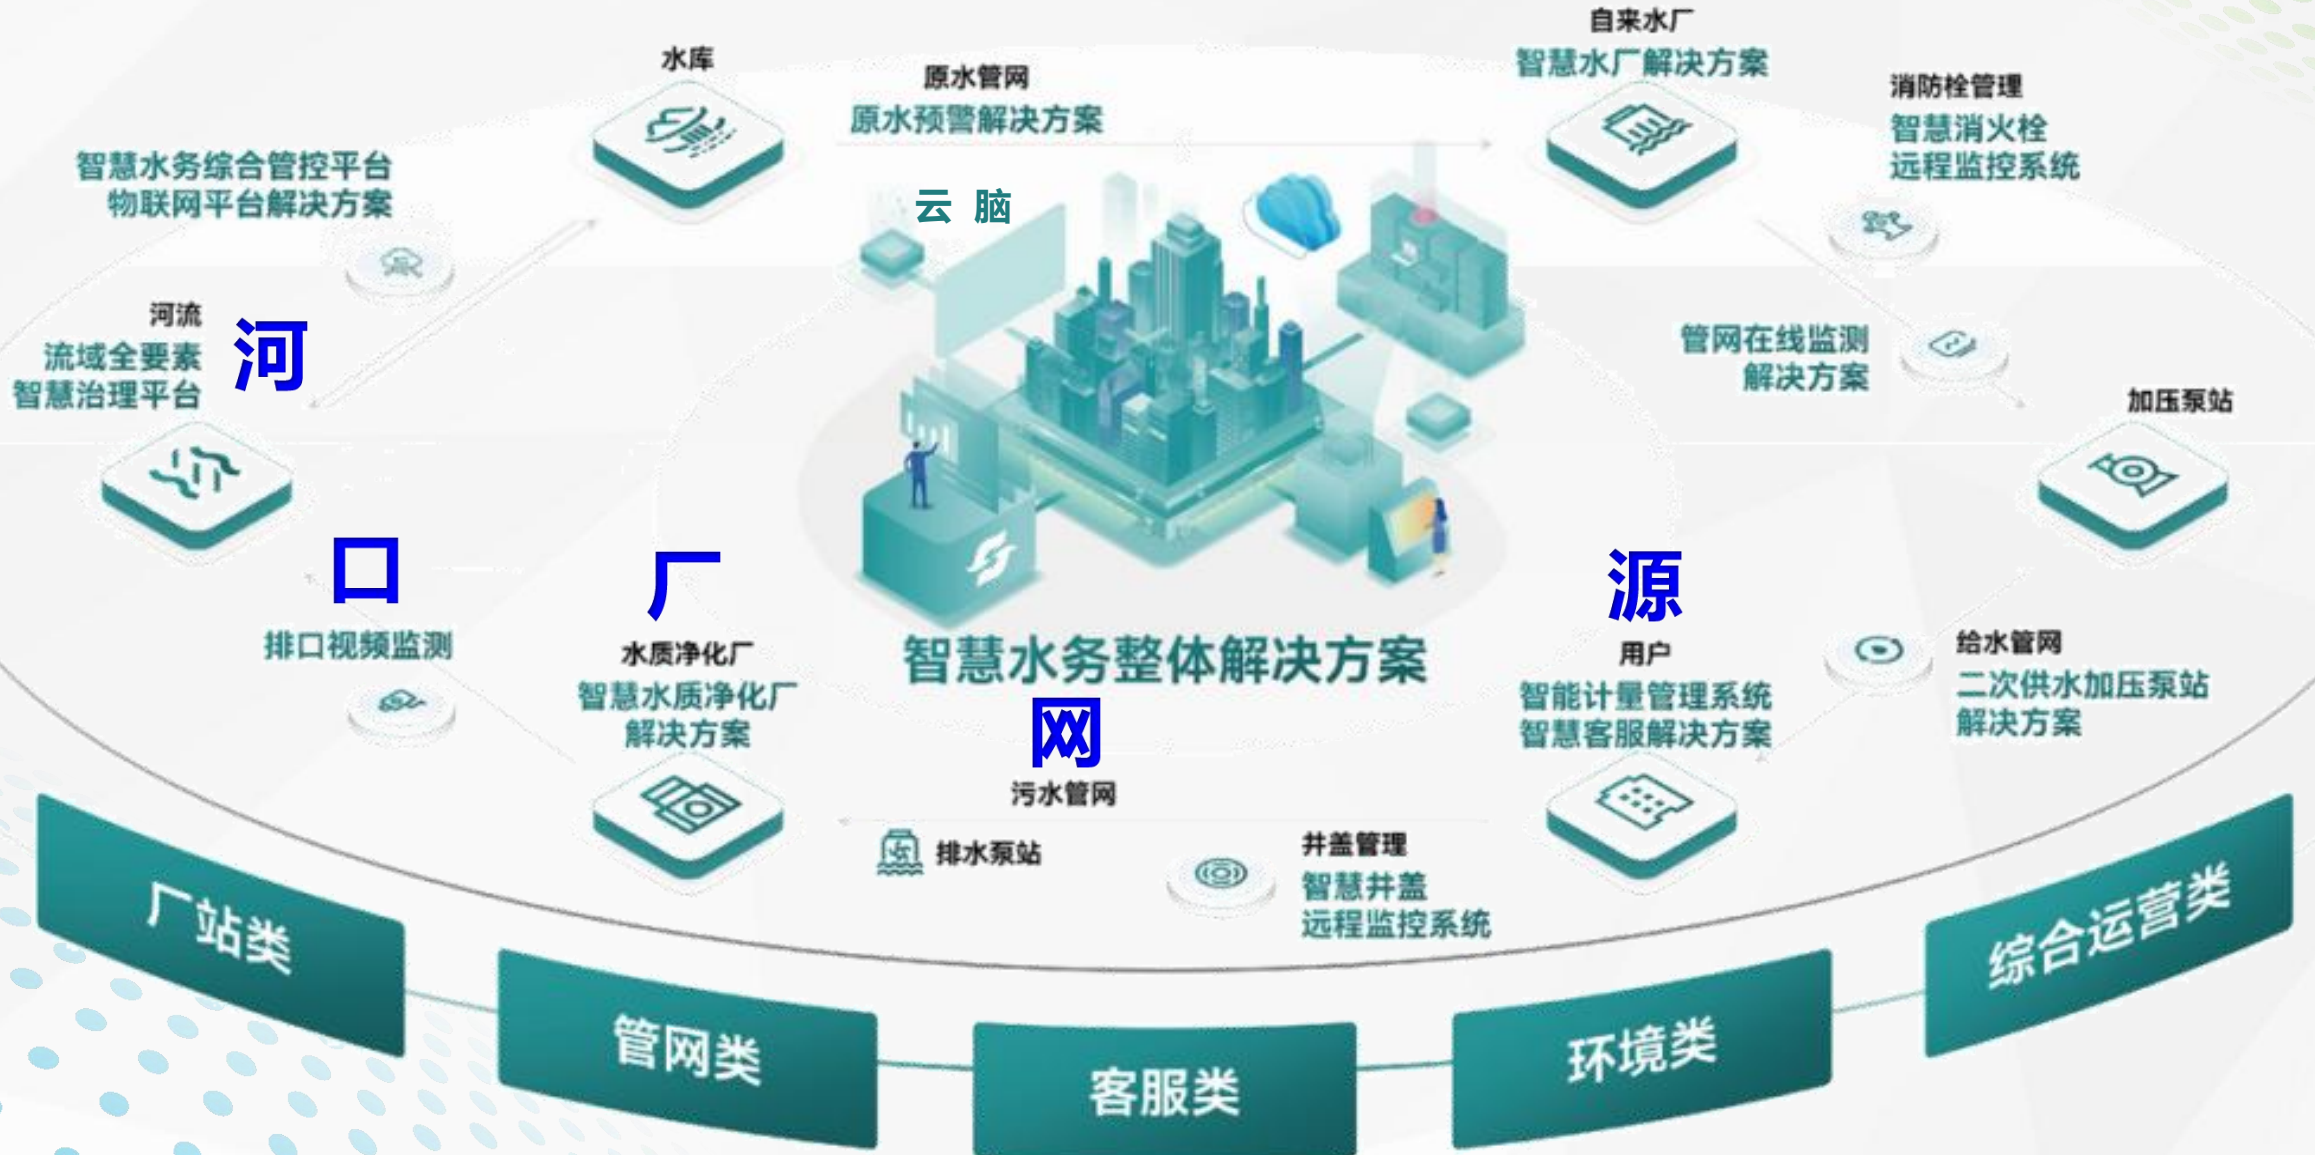 自来水厂
智慧水厂解决方案
水库
原水管网
原水预警解决方案
消防栓管理
智慧消火栓
远程监控系统
智慧水务综合管控平台
物联网平台解决方案
云 脑
河流
流域全要素
智慧治理平台
河
管网在线监测
解决方案
加压泵站
口
排口视频监测
厂
水质净化厂
智慧水质净化厂
解决方案
智慧水务整体解决方案
网
源
用户
智能计量管理系统
智慧客服解决方案
给水管网
二次供水加压泵站
解决方案
污水管网
排水泵站
井盖管理
智慧井盖
远程监控系统
厂站类
管网类
客服类
环境类
综合运营类